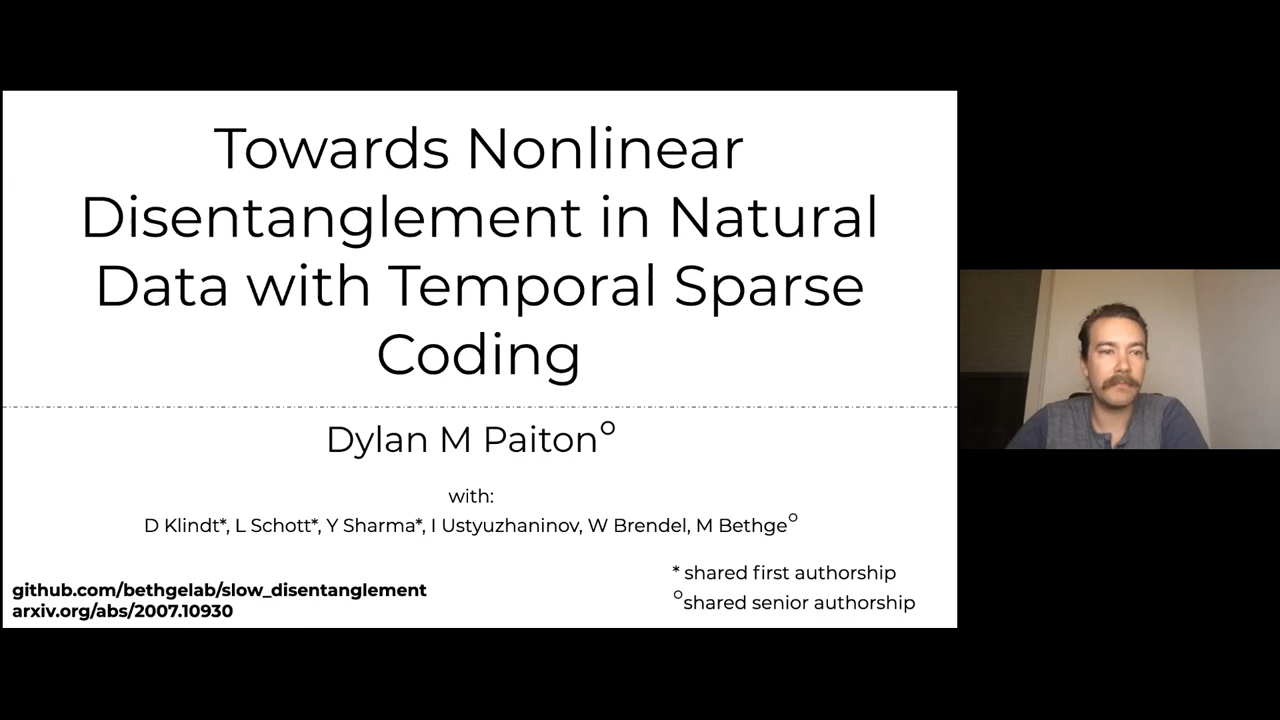 Towards Nonlinear
Disentanglement in Natural
Data with Temporal Sparse
Coding
Dylan M Paiton°
with:
D Klindt*, L Schott*, Y Sharma*, I Ustyuzhaninov, W Brendel, M Bethge°
* shared first authorship
°shared senior authorship
github.com/bethgelab/slow_disentanglement
arxiv.org/abs/2007.10930